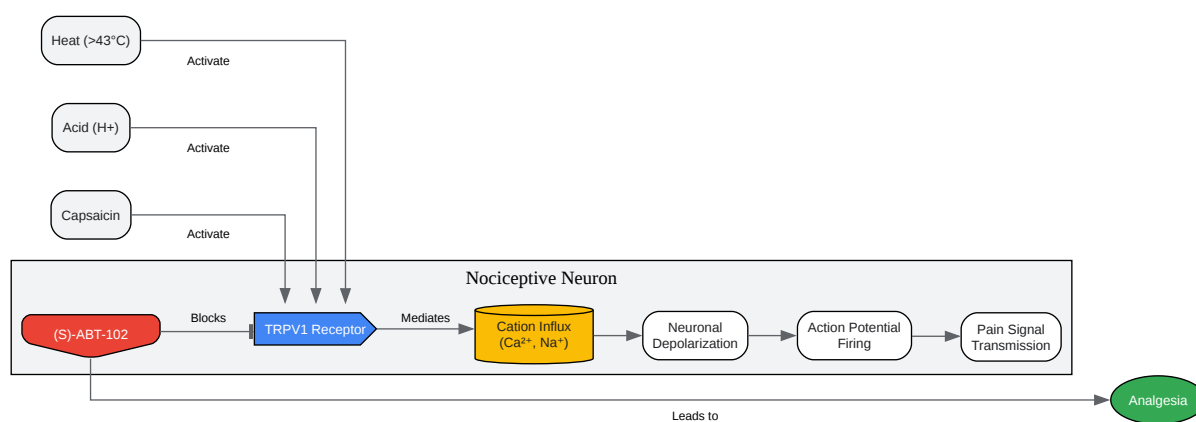 Heat (>43°C)
Activate
Acid (H+)
Activate
Capsaicin
Activate
Nociceptive Neuron
(S)-ABT-102
Blocks
TRPV1 Receptor
Mediates
Cation Influx
(Ca²⁺, Na⁺)
Neuronal
Depolarization
Action Potential
Firing
Pain Signal
Transmission
Analgesia
Leads to